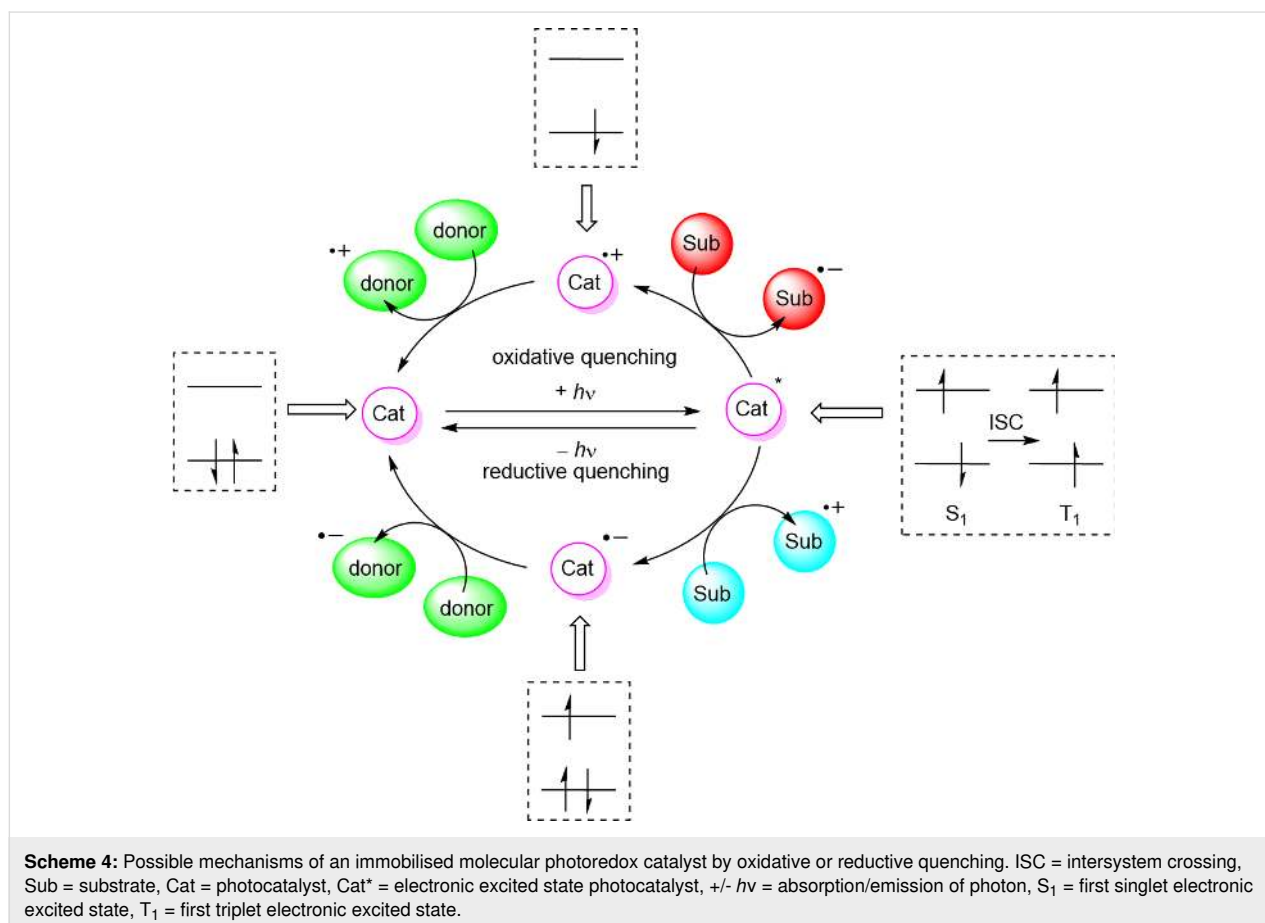 •+
donor
donor
Cat •+
Sub
Sub •−
oxidative quenching
+ hν
Cat
Cat *
− hν
reductive quenching
ISC
S1 T1
•−
donor
donor
Cat •−
Sub
Sub •+
Scheme 4: Possible mechanisms of an immobilised molecular photoredox catalyst by oxidative or reductive quenching. ISC = intersystem crossing,
Sub = substrate, Cat = photocatalyst, Cat* = electronic excited state photocatalyst, +/- hν = absorption/emission of photon, S1 = first singlet electronic
excited state, T1 = first triplet electronic excited state.